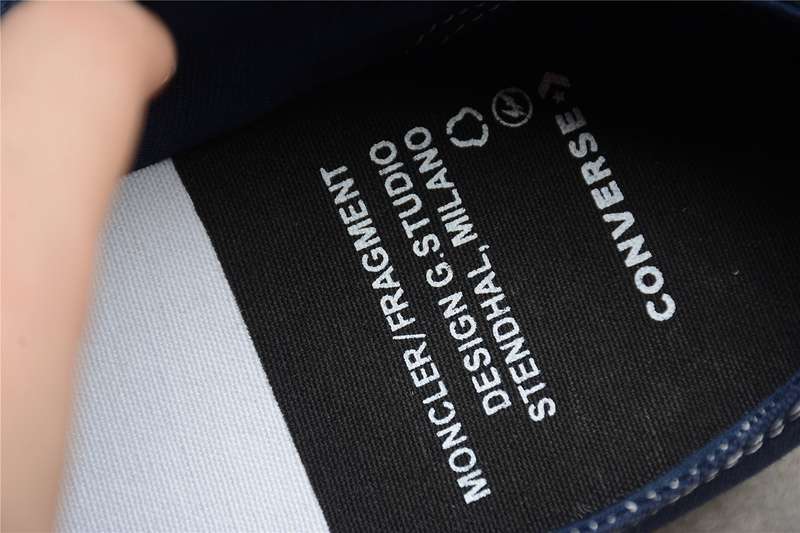 MONCLER/FRAGMENT
DESIGN G.STUDIO
STENDHAL, MILANO
CONVERSE